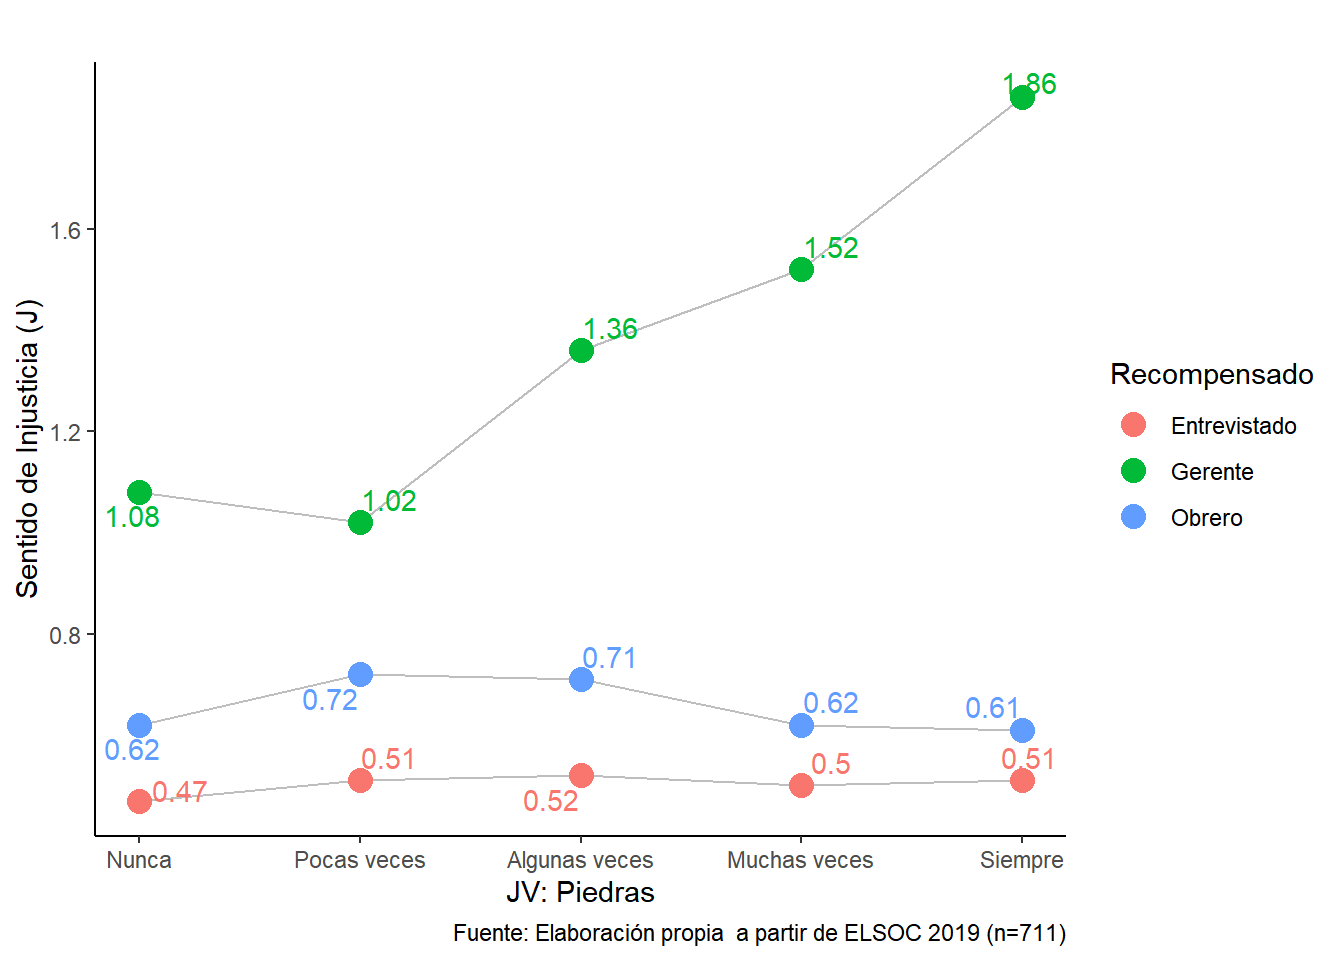 1.86
1.6
1.52
1.36
1.2
1.08
1.02
0.8
0.72
0.71
0.62
0.61
0.62
0.51
0.5
0.51
0.47
0.52
Sentido de Injusticia (J)
Nunca Pocas veces Algunas veces Muchas veces Siempre
JV: Piedras
Fuente: Elaboración propia  a partir de ELSOC 2019 (n=711)
Recompensado
Entrevistado
Gerente
Obrero